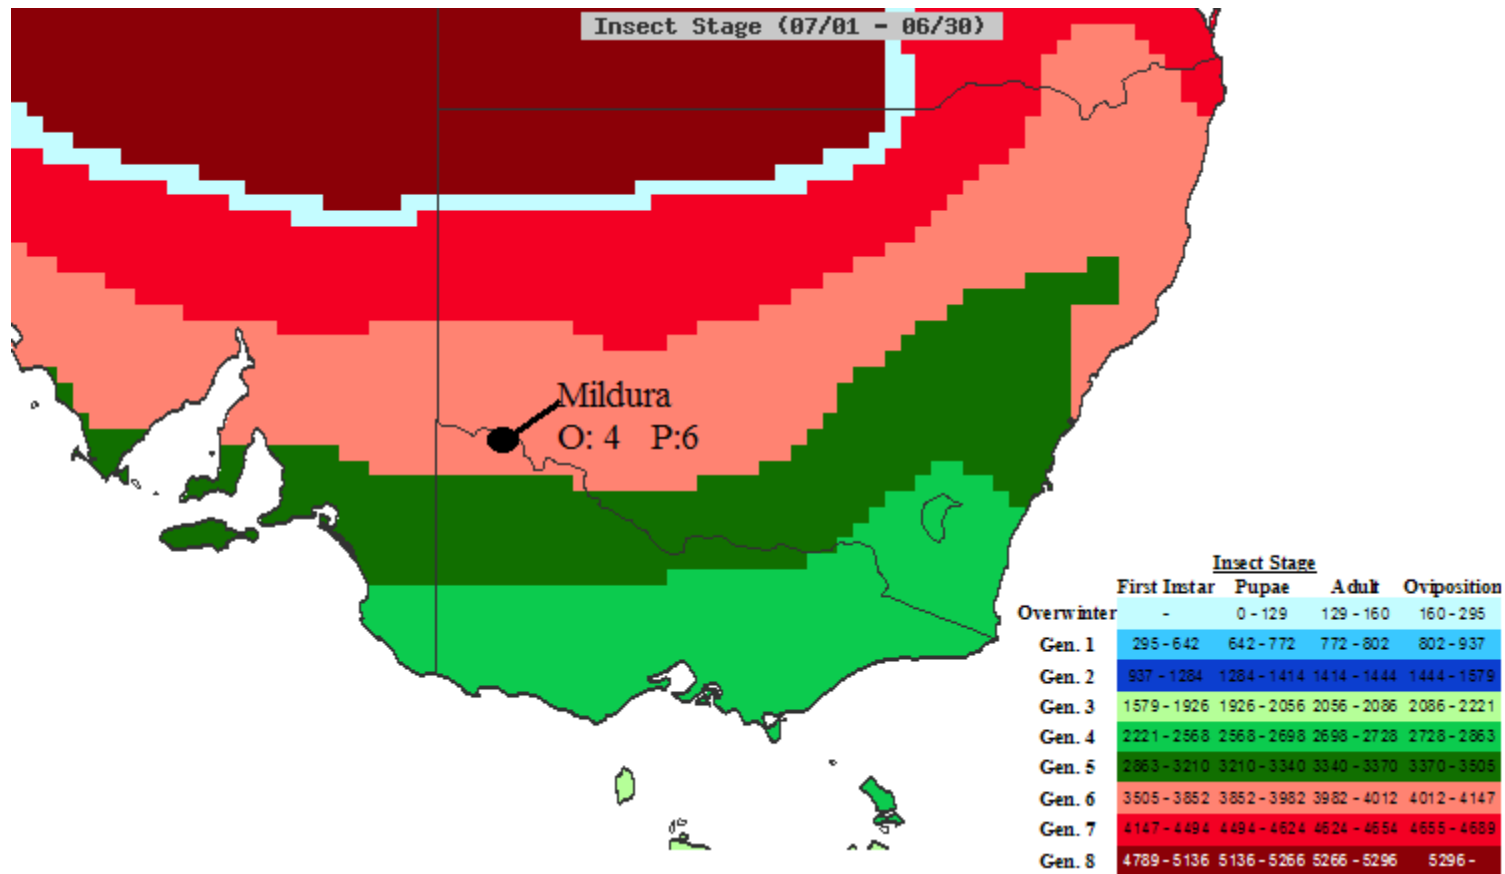 Insect Stage (07/01 - 06/30)
Mildura
O: 4 P:6
Insect Stage
First Instar Pupae Adult Oviposition
Overwinter - 0 - 129 129 - 160 160 - 295
Gen. 1 295 - 642 642 - 772 772 - 802 802 - 937
Gen. 2 937 - 1284 1284 - 1414 1414 - 1444 1444 - 1579
Gen. 3 1579 - 1926 1926 - 2056 2056 - 2086 2086 - 2221
Gen. 4 2221 - 2568 2568 - 2698 2698 - 2728 2728 - 2863
Gen. 5 2863 - 3210 3210 - 3340 3340 - 3370 3370 - 3505
Gen. 6 3505 - 3852 3852 - 3982 3982 - 4012 4012 - 4147
Gen. 7 4147 - 4494 4494 - 4624 4624 - 4654 4655 - 4689
Gen. 8 4789 - 5136 5136 - 5266 5266 - 5296 5296 -